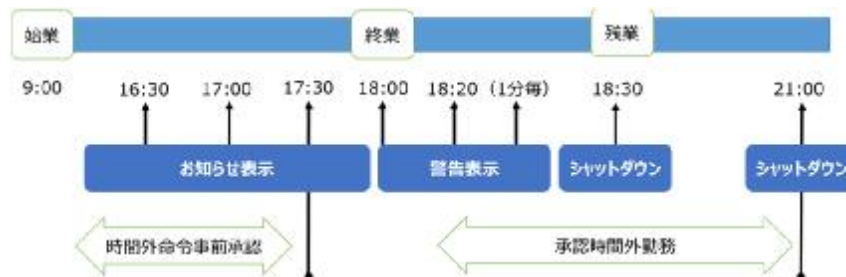 始業 終業 残業
9:00 16:30 17:00 17:30 18:00 18:20 (1分毎) 18:30 21:00
お知らせ表示 警告表示 シャットダウン シャットダウン
時間外命令事前承認 承認時間外勤務